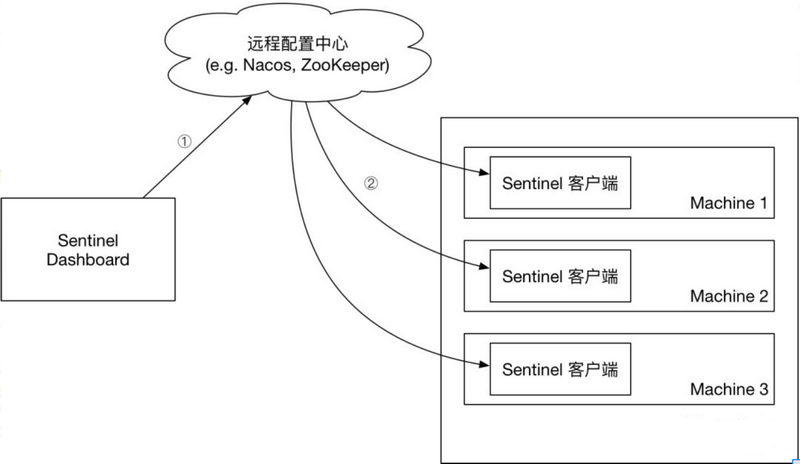 远程配置中心
(e.g. Nacos, ZooKeeper)
①
②
Sentinel
Dashboard
Sentinel 客户端
Machine 1
Sentinel 客户端
Machine 2
Sentinel 客户端
Machine 3